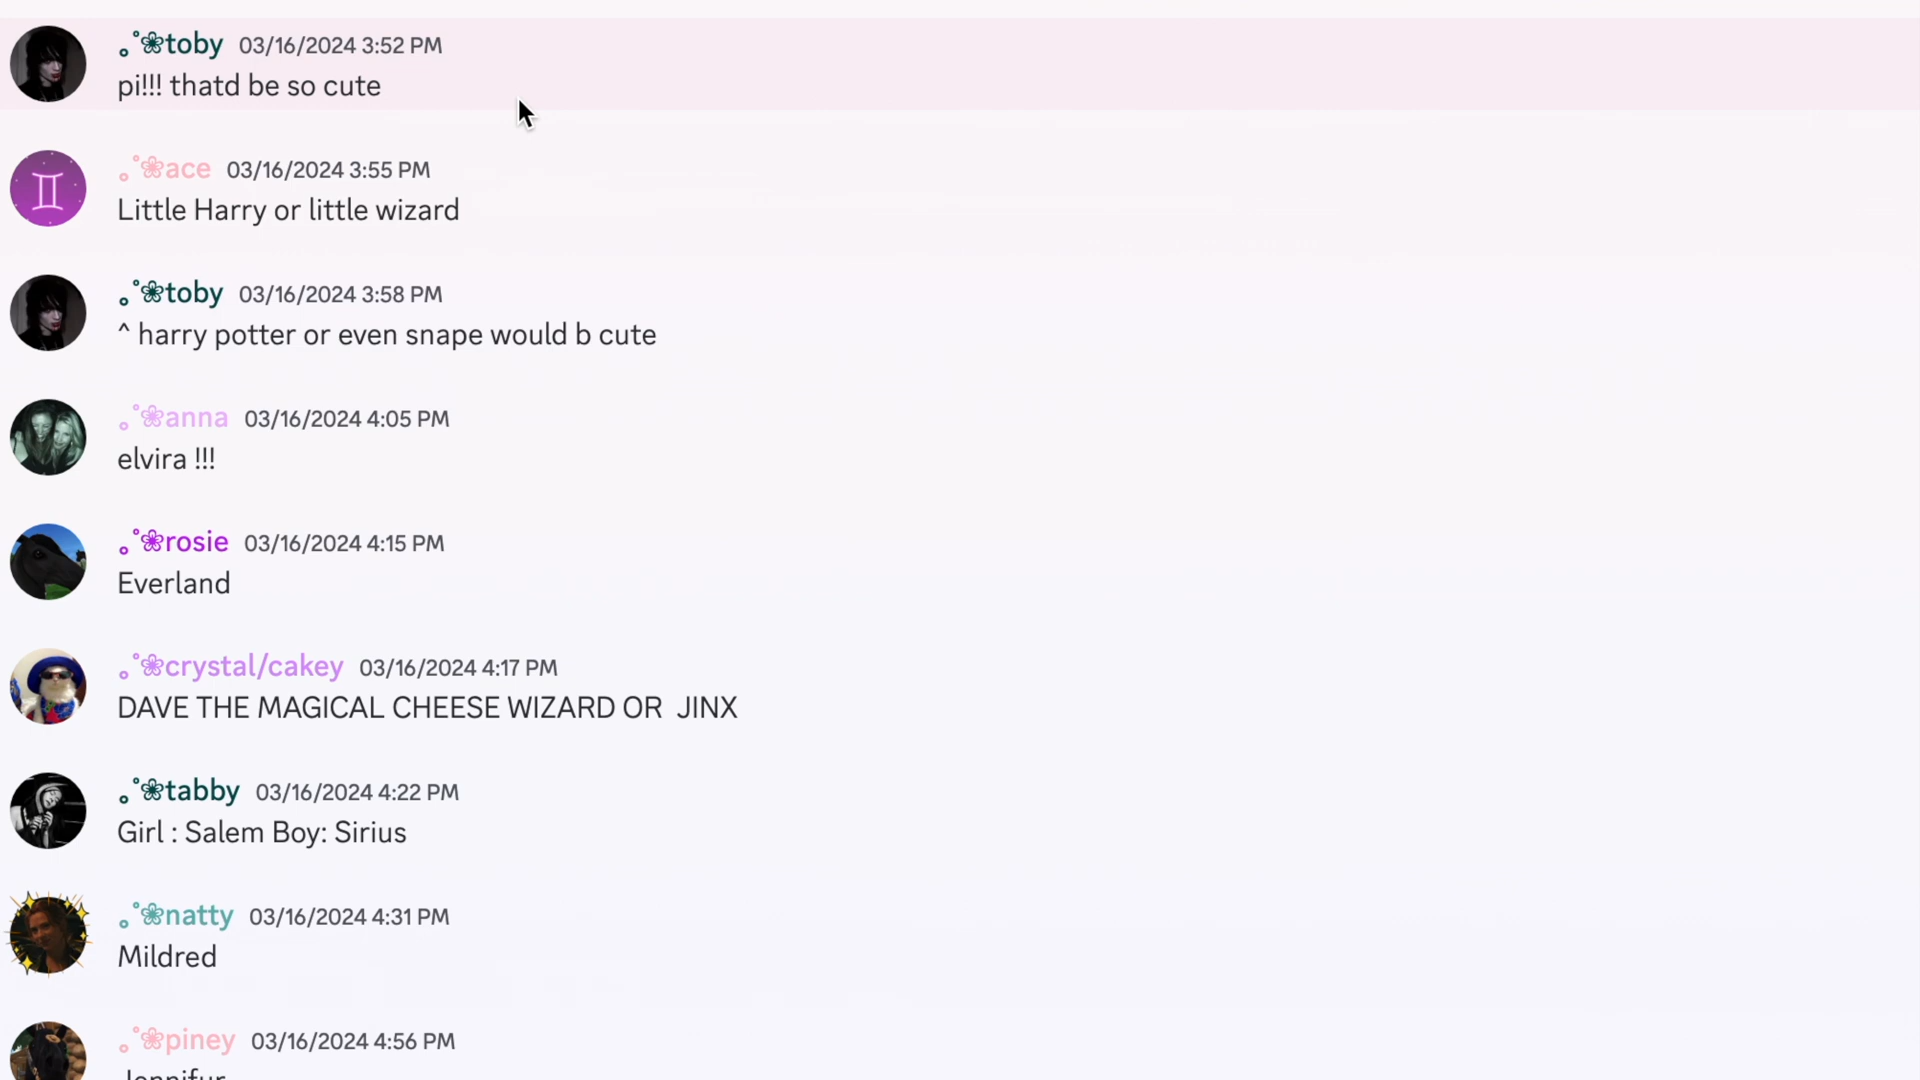 ｡˚❀toby 03/16/2024 3:52 PM
pi!!! thatd be so cute
｡˚❀ace 03/16/2024 3:55 PM
Little Harry or little wizard
｡˚❀toby 03/16/2024 3:58 PM
^ harry potter or even snape would b cute
｡˚❀anna 03/16/2024 4:05 PM
elvira !!!
｡˚❀rosie 03/16/2024 4:15 PM
Everland
｡˚❀crystal/cakey 03/16/2024 4:17 PM
DAVE THE MAGICAL CHEESE WIZARD OR  JINX
｡˚❀tabby 03/16/2024 4:22 PM
Girl : Salem Boy: Sirius
｡˚❀natty 03/16/2024 4:31 PM
Mildred
｡˚❀piney 03/16/2024 4:56 PM